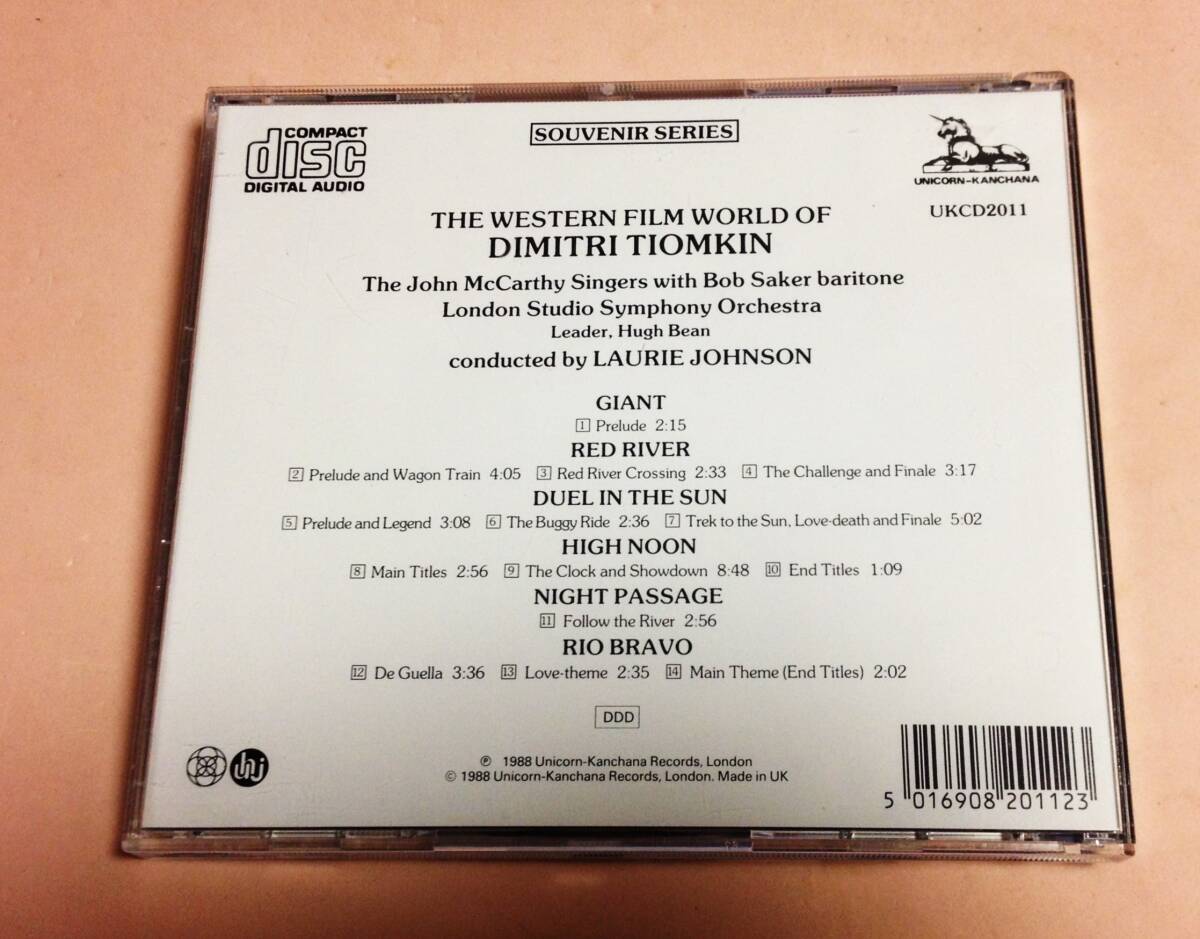 COMPACT
disc
DIGITAL AUDIO
SOUVENIR SERIES
UNICORN-KANCHANA
UKCD2011
THE WESTERN FILM WORLD OF
DIMITRI TIOMKIN
The John McCarthy Singers with Bob Saker baritone
London Studio Symphony Orchestra
Leader, Hugh Bean
conducted by LAURIE JOHNSON
GIANT
1 Prelude 2:15
RED RIVER
2 Prelude and Wagon Train 4:05 3 Red River Crossing 2:33 4 The Challenge and Finale 3:17
DUEL IN THE SUN
5 Prelude and Legend 3:08 6 The Buggy Ride 2:36 7 Trek to the Sun, Love-death and Finale 5:02
HIGH NOON
8 Main Titles 2:56 9 The Clock and Showdown 8:48 10 End Titles 1:09
NIGHT PASSAGE
11 Follow the River 2:56
RIO BRAVO
12 De Guella 3:36 13 Love-theme 2:35 14 Main Theme (End Titles) 2:02
DDD
℗ 1988 Unicorn-Kanchana Records, London
© 1988 Unicorn-Kanchana Records, London. Made in UK
5 016908 201123